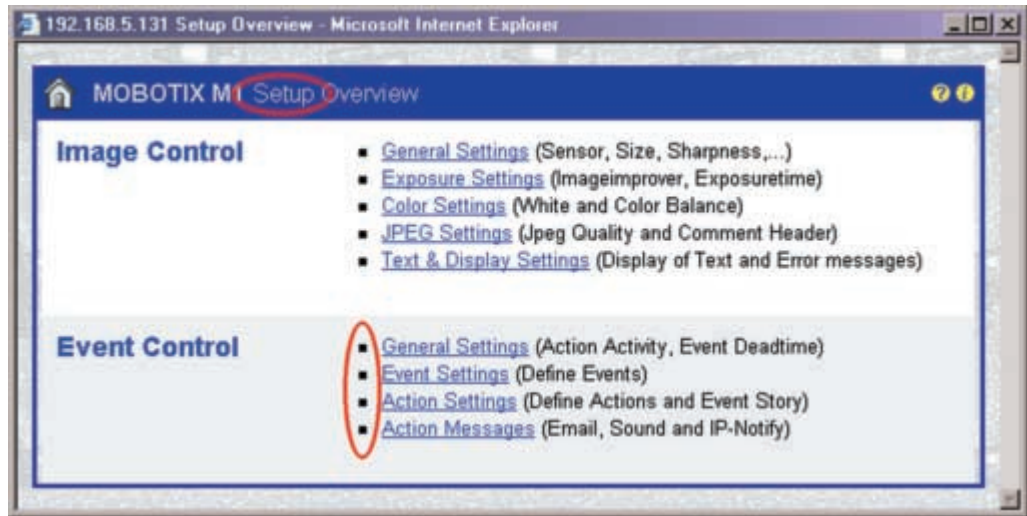 192.168.5.131 Setup Overview - Microsoft Internet Explorer
MOBOTIX M1 Setup Overview
Image Control
General Settings (Sensor, Size, Sharpness,...)
Exposure Settings (Imageimprover, Exposuretime)
Color Settings (White and Color Balance)
JPEG Settings (Jpeg Quality and Comment Header)
Text & Display Settings (Display of Text and Error messages)
Event Control
General Settings (Action Activity, Event Deadtime)
Event Settings (Define Events)
Action Settings (Define Actions and Event Story)
Action Messages (Email, Sound and IP-Notify)